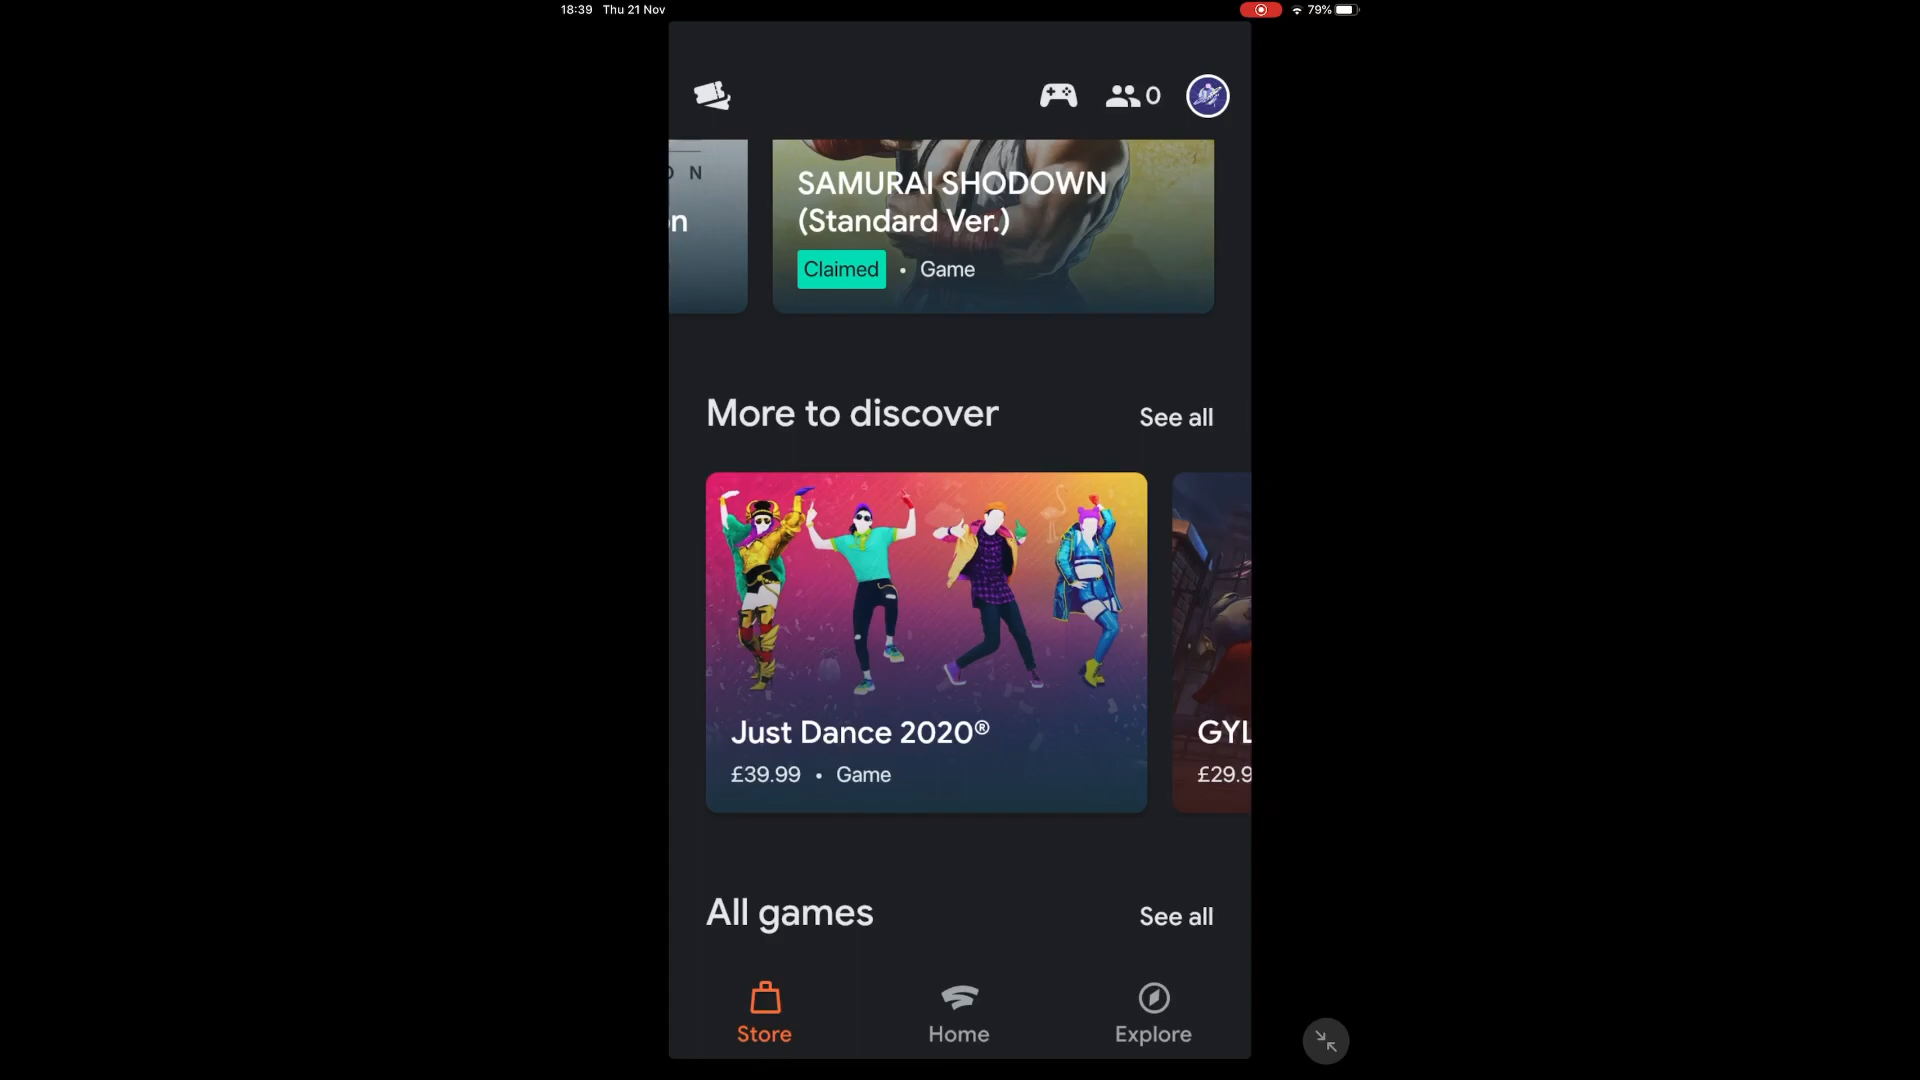 18:39 Thu 21 Nov
79%
0
O N
on
SAMURAI SHODOWN
(Standard Ver.)
Claimed • Game
More to discover
See all
Just Dance 2020®
£39.99 • Game
GYL
£29.9
All games
See all
Store
Home
Explore